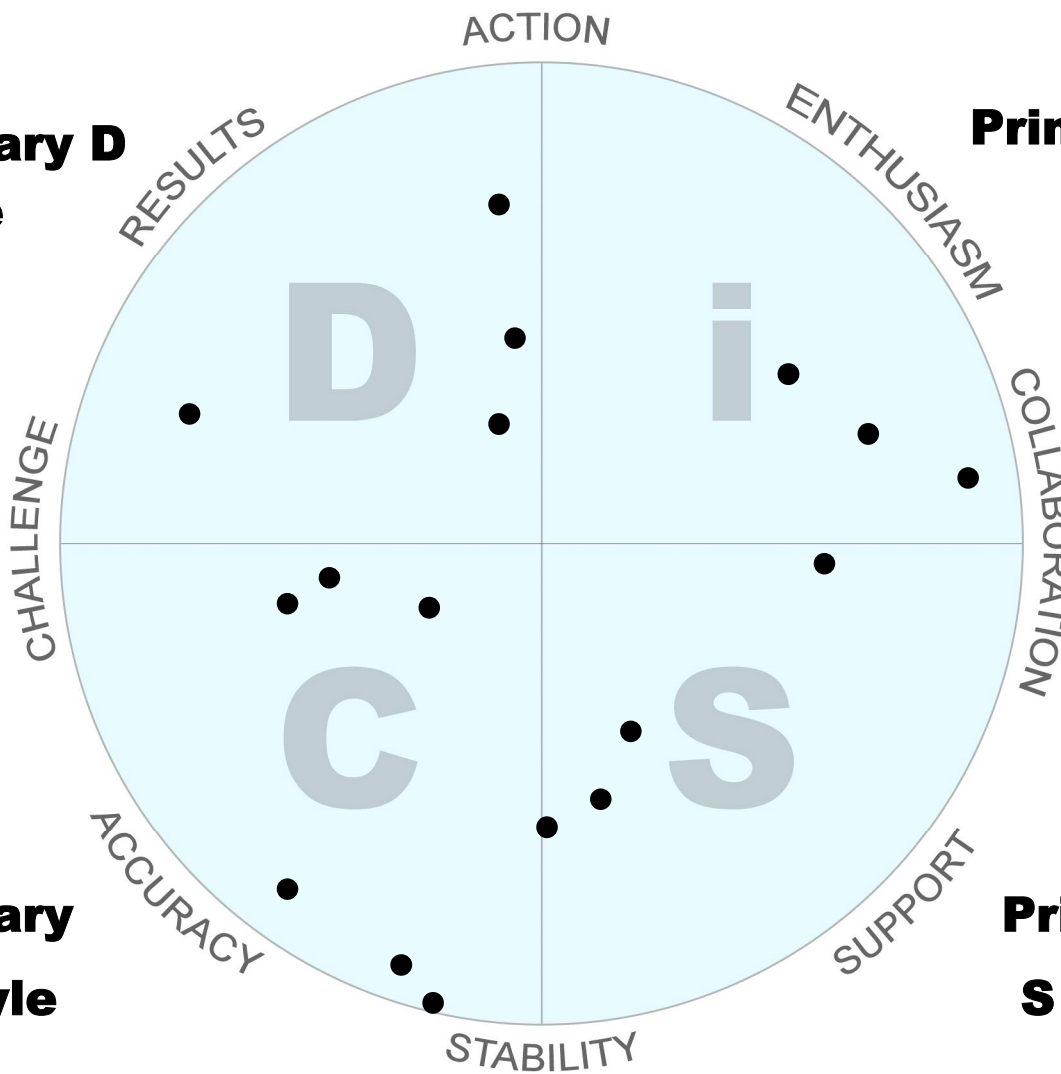 ACTION
ENTHUSIASM
RESULTS
ary D
Prin
e
D
i
COLLABORATION
CHALLENGE
C
S
ACCURACY
SUPPORT
ary
Pri
yle
S
STABILITY